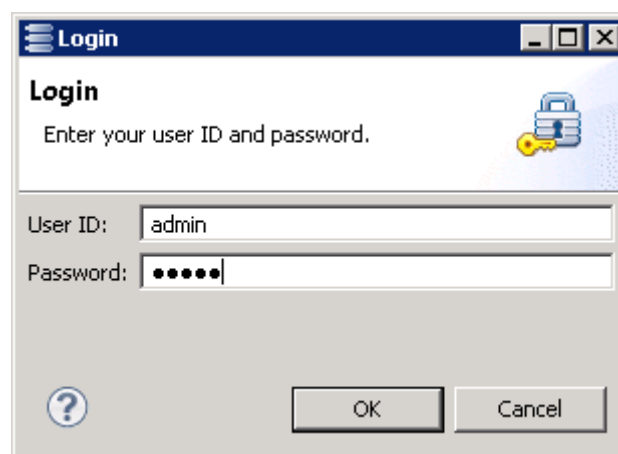 Login
Login
Enter your user ID and password.
User ID: admin
Password: ●●●●●
? OK Cancel